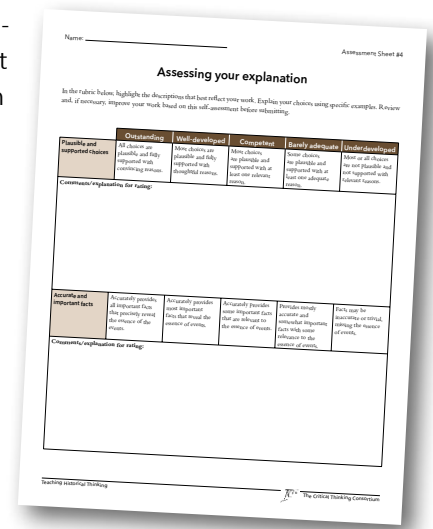 -
t
n
Name:
Assessment Sheet #4
Assessing your explanation
In the rubric below, highlight the descriptions that best reflect your work. Explain your choices using specific examples. Review
and, if necessary, improve your work based on this self-assessment before submitting.
Outstanding Well-developed Competent Barely adequate Underdeveloped
Plausible and
supported choices
All choices are
plausible and fully
supported with
convincing reasons.
Most choices are
plausible and fully
supported with
thoughtful reasons.
Most choices
are plausible and
supported with at
least one relevant
reason.
Some choices
are plausible and
supported with at
least one adequate
reason.
Most or all choices
are not plausible and
not supported with
relevant reasons.
Comments/explanation for rating:
Accurate and
important facts
Accurately provides
all important facts
that precisely reveal
the essence of the
events.
Accurately provides
most important
facts that reveal the
essence of events.
Accurately provides
some important facts
that are relevant to
the essence of events.
Provides mostly
accurate and
somewhat important
facts with some
relevance to the
essence of events.
Facts may be
inaccurate or trivial,
missing the essence
of events.
Comments/explanation for rating:
Teaching Historical Thinking
The Critical Thinking Consortium